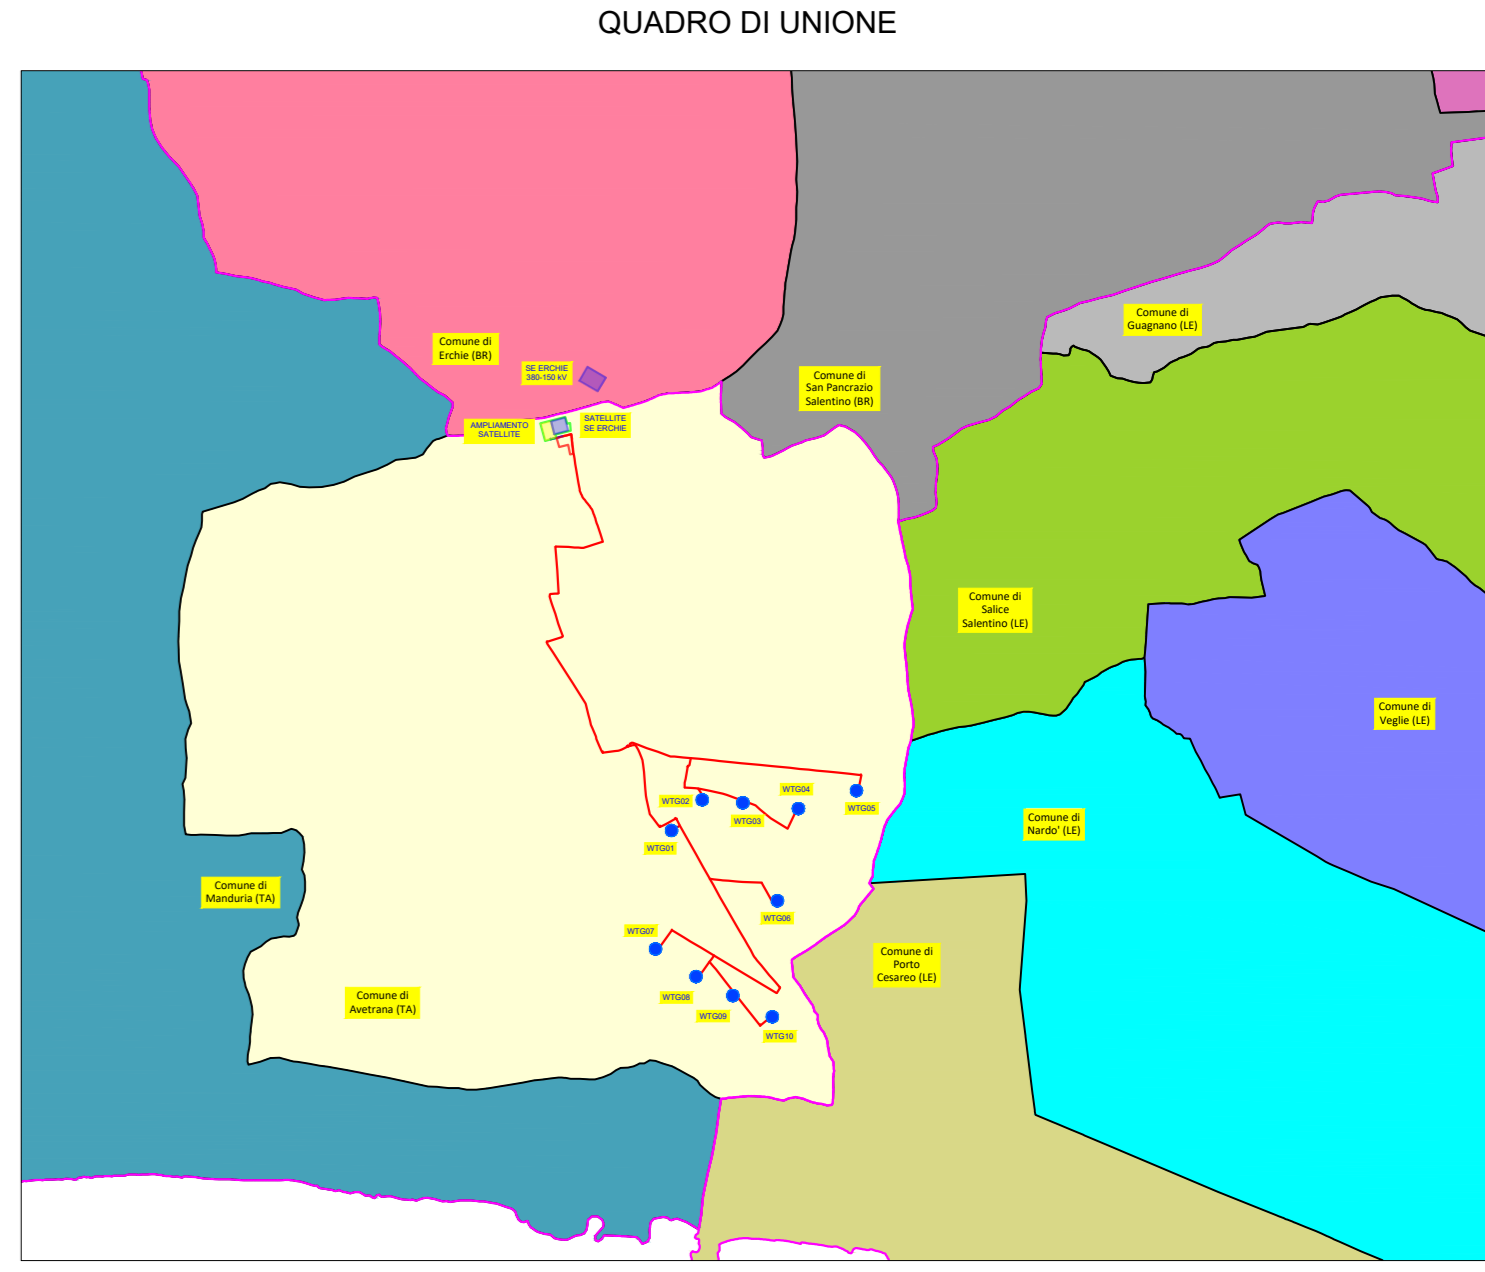 QUADRO DI UNIONE
Comune di
Guagnano (LE)
Comune di
Erchie (BR)
SE ERCHIE
380-150 kV
Comune di
San Pancrazio
Salentino (BR)
AMPLIAMENTO
SATELLITE
SATELLITE
SE ERCHIE
Comune di
Salice
Salentino (LE)
Comune di
Veglie (LE)
WTG04
WTG02
WTG05
WTG03
Comune di
Nardo' (LE)
WTG01
Comune di
Manduria (TA)
WTG06
WTG07
Comune di
Porto
Cesareo (LE)
WTG08
Comune di
Avetrana (TA)
WTG09
WTG10